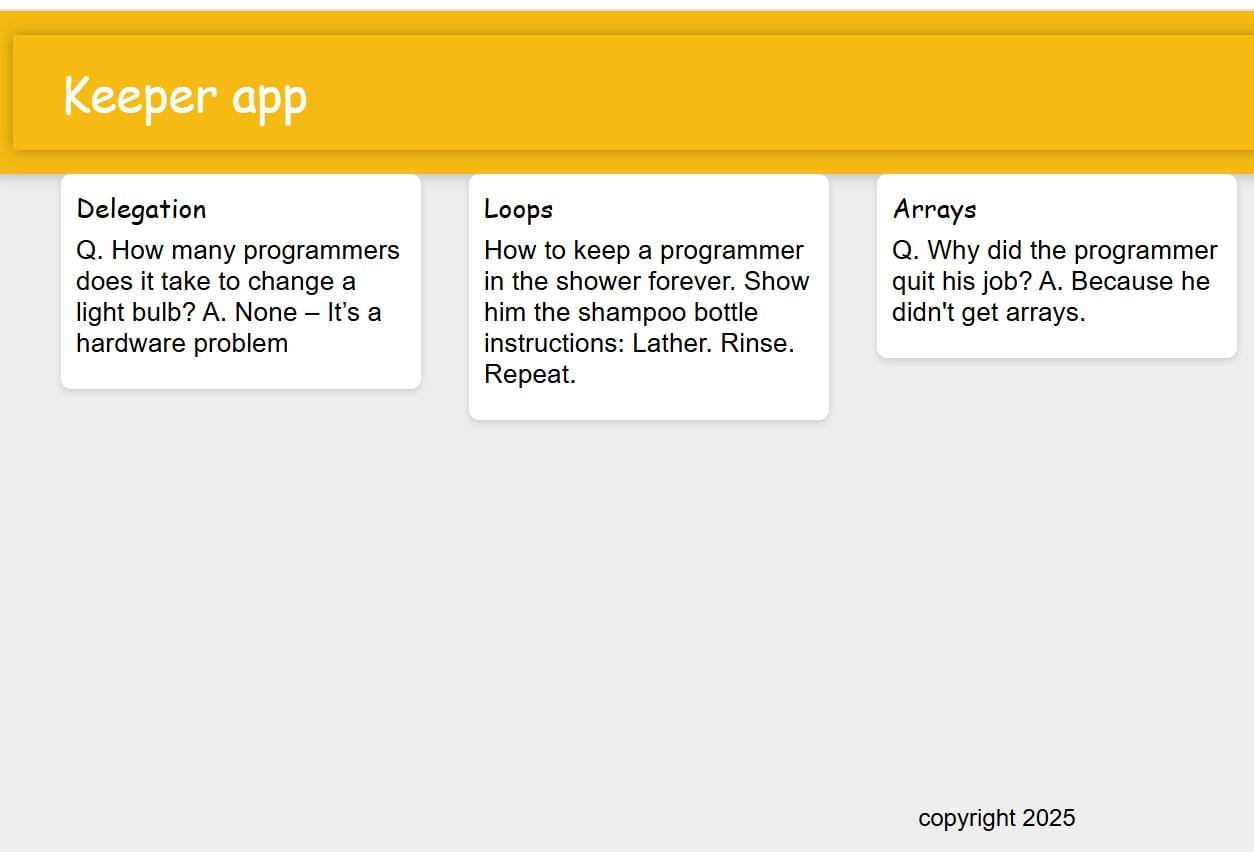 Keeper app
Delegation
Q. How many programmers
does it take to change a
light bulb? A. None – It’s a
hardware problem
Loops
How to keep a programmer
in the shower forever. Show
him the shampoo bottle
instructions: Lather. Rinse.
Repeat.
Arrays
Q. Why did the programmer
quit his job? A. Because he
didn't get arrays.
copyright 2025